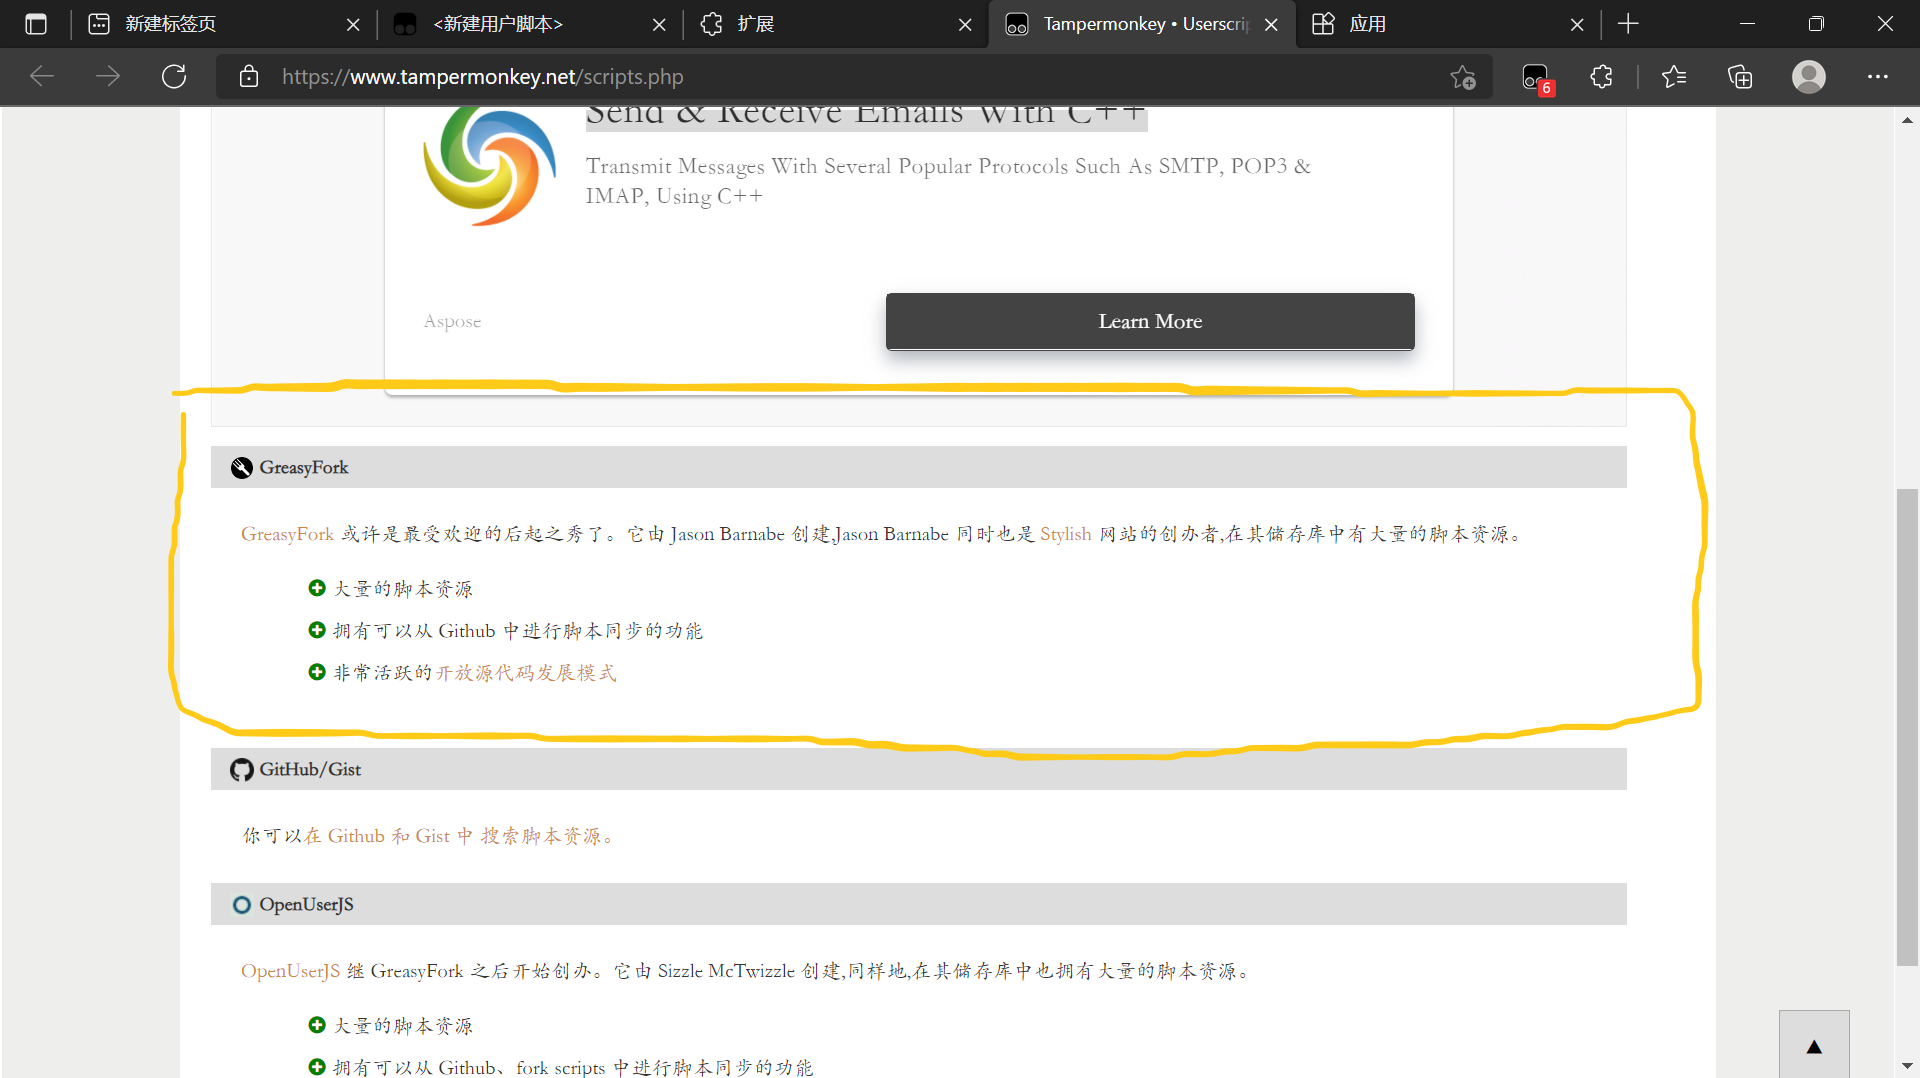 新建标签页
<新建用户脚本>
扩展
Tampermonkey • Userscri
应用
https://www.tampermonkey.net/scripts.php
6
Send & Receive Emails With C++
Transmit Messages With Several Popular Protocols Such As SMTP, POP3 &
IMAP, Using C++
Aspose
Learn More
GreasyFork
GreasyFork 或许是最受欢迎的后起之秀了。它由 Jason Barnabe 创建,Jason Barnabe 同时也是 Stylish 网站的创办者,在其储存库中有大量的脚本资源。
大量的脚本资源
拥有可以从 Github 中进行脚本同步的功能
非常活跃的开放源代码发展模式
GitHub/Gist
你可以在 Github 和 Gist 中 搜索脚本资源。
OpenUserJS
OpenUserJS 继 GreasyFork 之后开始创办。它由 Sizzle McTwizzle 创建,同样地,在其储存库中也拥有大量的脚本资源。
大量的脚本资源
拥有可以从 Github、fork scripts 中进行脚本同步的功能